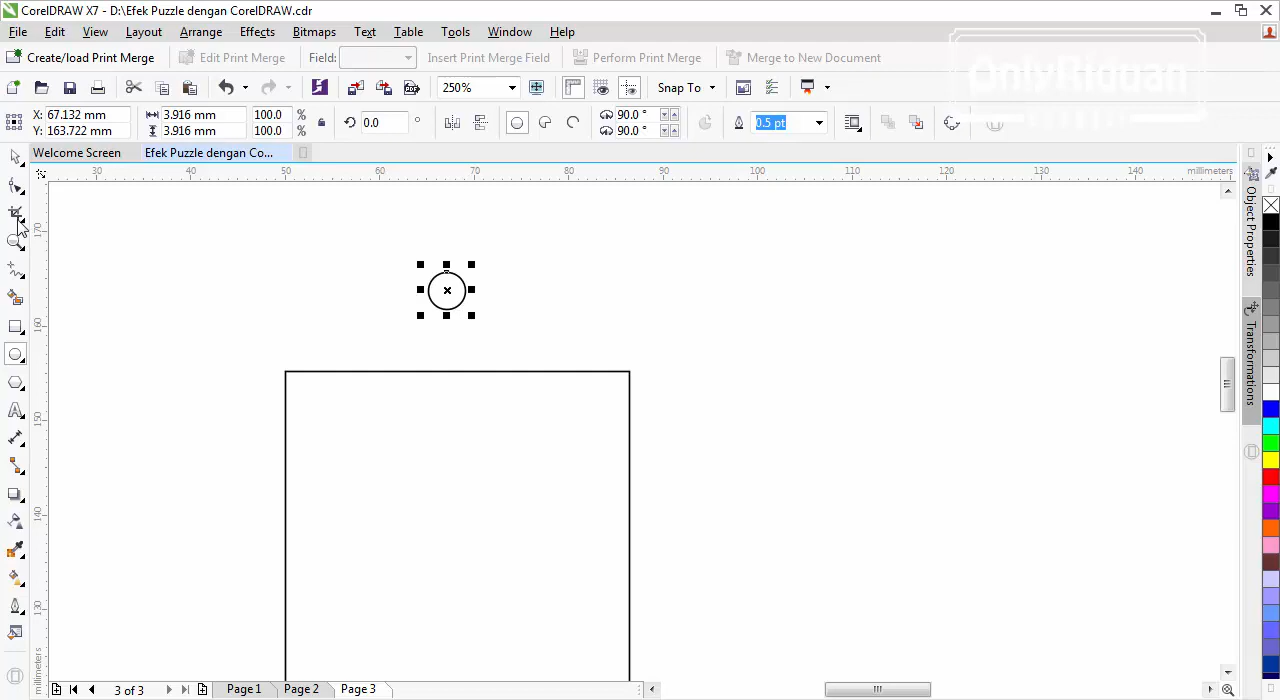 CorelDRAW X7 - D:\Efek Puzzle dengan CorelDRAW.cdr
File Edit View Layout Arrange Effects Bitmaps Text Table Tools Window Help
Create/load Print Merge Edit Print Merge Field: Insert Print Merge Field Perform Print Merge Merge to New Document
OnlyRiduan
250% Snap To
X: 67.132 mm 3.916 mm 100.0 % 0.0 ° 90.0 ° 0.5 pt
Y: 163.722 mm 3.916 mm 100.0 % 90.0 °
Welcome Screen Efek Puzzle dengan Co...
30 40 50 60 70 80 90 100 110 120 130 140 millimeters
170
160
150
140
130
millimeters
Object Properties
Transformations
3 of 3 Page 1 Page 2 Page 3